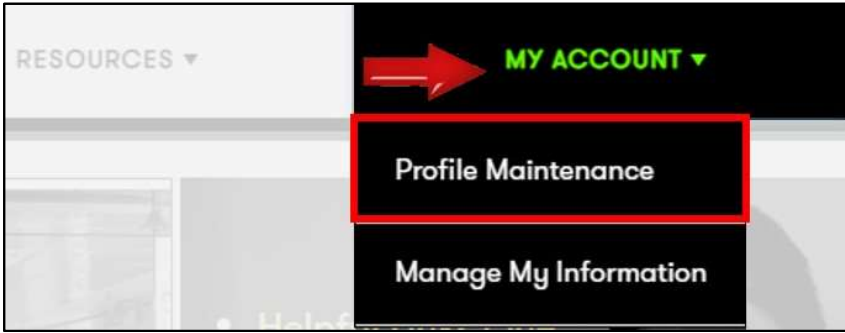 RESOURCES ▾
MY ACCOUNT ▾
Profile Maintenance
Manage My Information